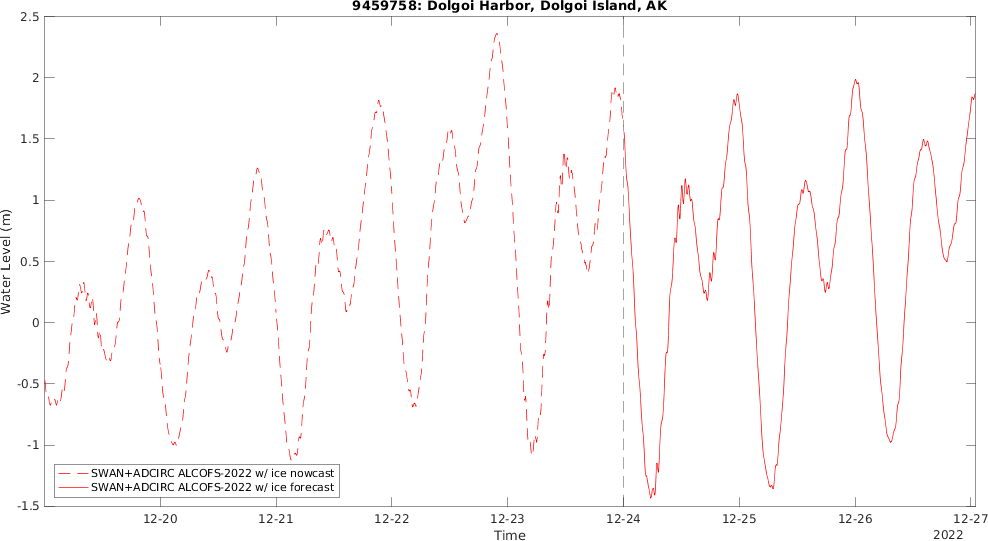 9459758: Dolgoi Harbor, Dolgoi Island, AK
2.5
2
1.5
1
0.5
0
-0.5
-1
-1.5
Water Level (m)
SWAN+ADCIRC ALCOFS-2022 w/ ice nowcast
SWAN+ADCIRC ALCOFS-2022 w/ ice forecast
12-20 12-21 12-22 12-23 12-24 12-25 12-26 12-27
Time
2022